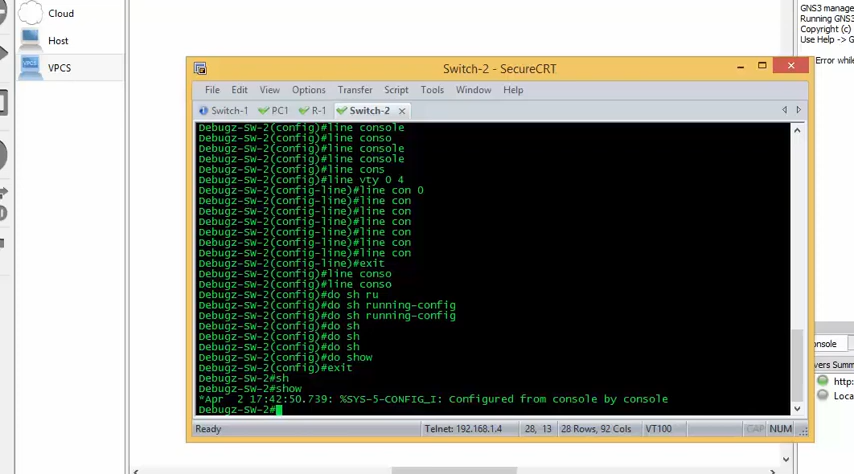 Cloud
Host
VPCS
VPCS
GNS3 manage
Running GNS3
Copyright (c)
Use Help -> G
Error while
Switch-2 - SecureCRT
File Edit View Options Transfer Script Tools Window Help
Switch-1 PC1 R-1 Switch-2
Debugz-SW-2(config)#line console
Debugz-SW-2(config)#line conso
Debugz-SW-2(config)#line console
Debugz-SW-2(config)#line console
Debugz-SW-2(config)#line cons
Debugz-SW-2(config)#line vty 0 4
Debugz-SW-2(config-line)#line con 0
Debugz-SW-2(config-line)#line con
Debugz-SW-2(config-line)#line con
Debugz-SW-2(config-line)#line con
Debugz-SW-2(config-line)#line con
Debugz-SW-2(config-line)#line con
Debugz-SW-2(config-line)#line con
Debugz-SW-2(config-line)#exit
Debugz-SW-2(config)#line conso
Debugz-SW-2(config)#line conso
Debugz-SW-2(config)#do sh ru
Debugz-SW-2(config)#do sh running-config
Debugz-SW-2(config)#do sh running-config
Debugz-SW-2(config)#do sh
Debugz-SW-2(config)#do sh
Debugz-SW-2(config)#do sh
Debugz-SW-2(config)#do show
Debugz-SW-2(config)#exit
Debugz-SW-2#sh
Debugz-SW-2#show
*Apr  2 17:42:50.739: %SYS-5-CONFIG_I: Configured from console by console
Debugz-SW-2#
Ready Telnet: 192.168.1.4 28, 13 28 Rows, 92 Cols VT100 CAP NUM
onsole
vers Summ
http:
Loca